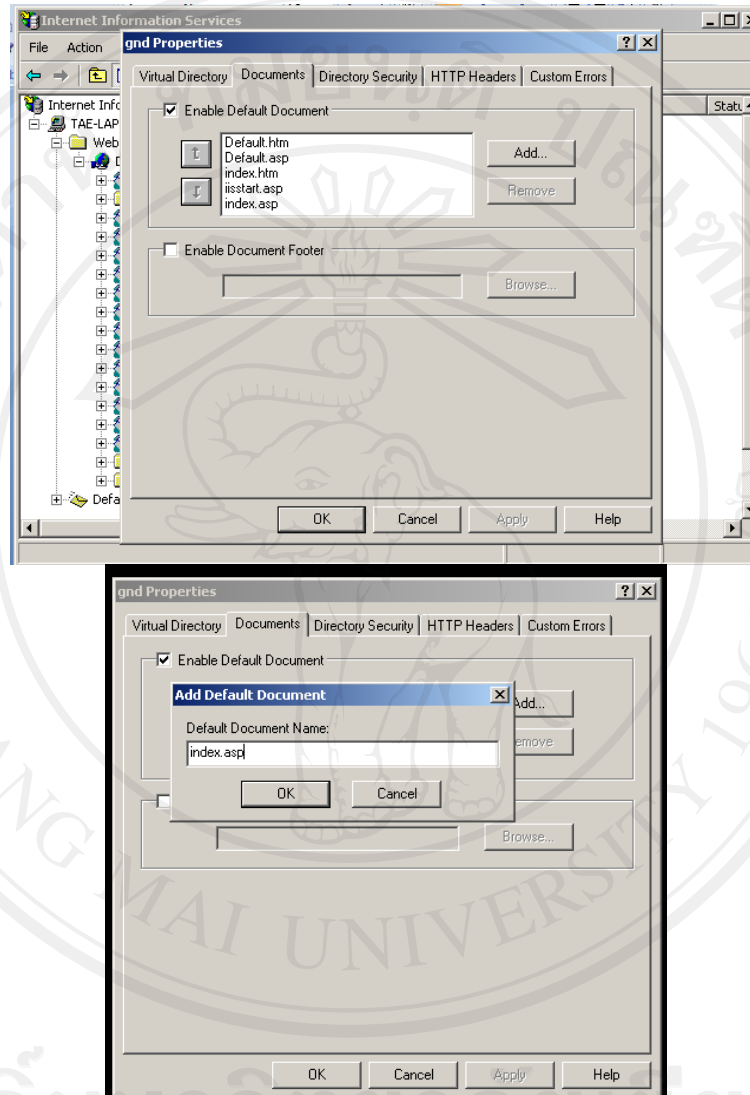 Internet Information Services
File Action
gnd Properties
Virtual Directory Documents Directory Security HTTP Headers Custom Errors
Internet Info
Enable Default Document
TAE-LAP
Web
Default.htm
Default.asp
index.htm
iisstart.asp
index.asp
Add...
Remove
Enable Document Footer
Browse...
Defa
OK Cancel Apply Help
gnd Properties
Virtual Directory Documents Directory Security HTTP Headers Custom Errors
Enable Default Document
Add Default Document
Add...
Default Document Name:
index.asp
emove
OK Cancel
Browse...
MAI UNIVERSITY
OK Cancel Apply Help